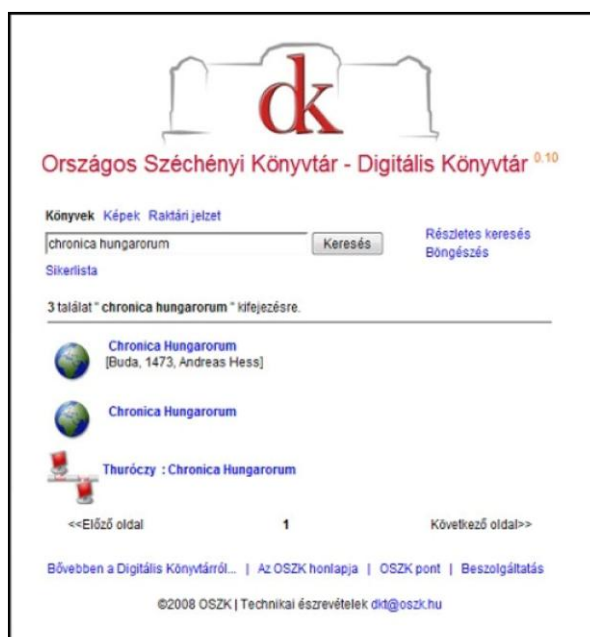 dk
Országos Széchényi Könyvtár - Digitális Könyvtár 0.10
Könyvek Képek Raktári jelzet
chronica hungarorum Keresés
Részletes keresés
Böngészés
Sikerlista
3 találat " chronica hungarorum " kifejezésre.
Chronica Hungarorum
[Buda, 1473, Andreas Hess]
Chronica Hungarorum
Thuróczy : Chronica Hungarorum
<<Előző oldal 1 Következő oldal>>
Bővebben a Digitális Könyvtárról... | Az OSZK honlapja | OSZK pont | Beszolgáltatás
©2008 OSZK | Technikai észrevételek dkt@oszk.hu